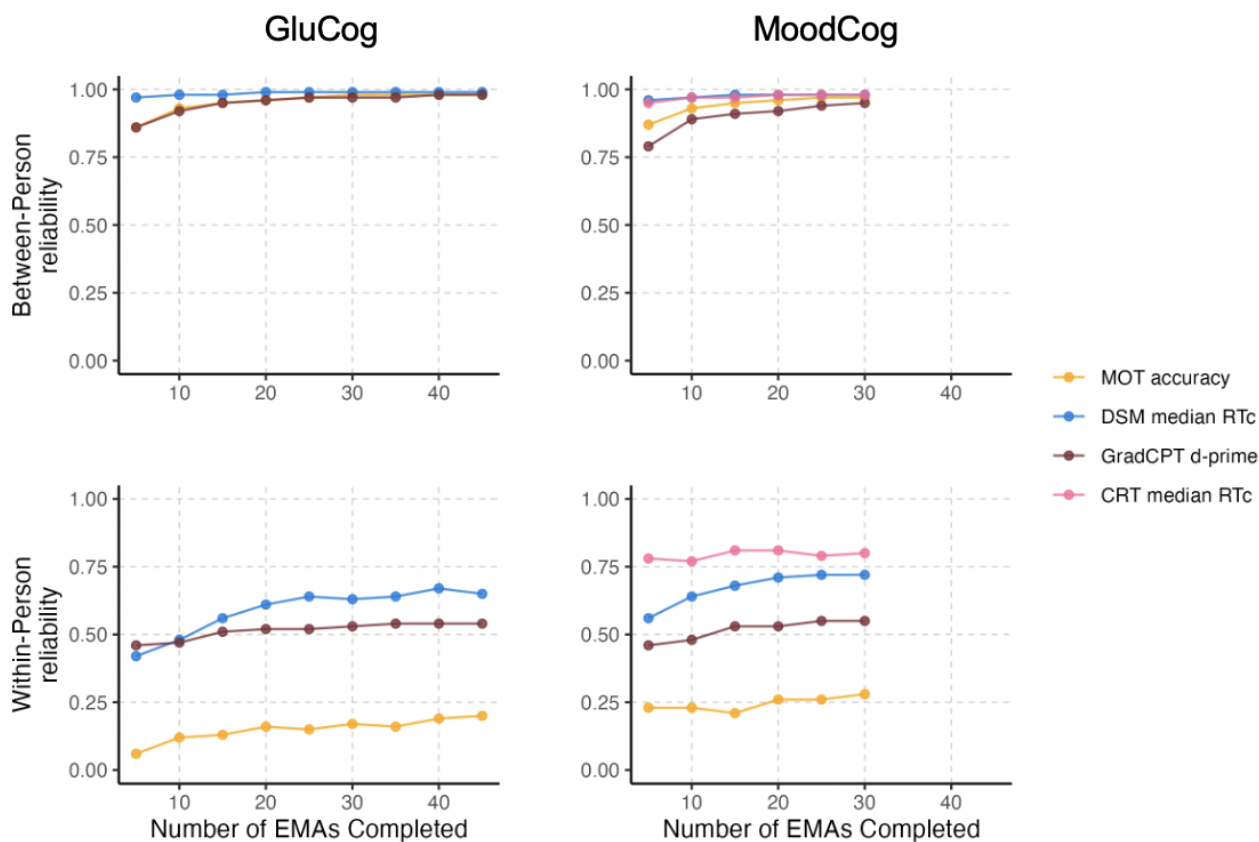 GluCog
MoodCog
Between-Person
reliability
1.00
0.75
0.50
0.25
0.00
10 20 30 40
1.00
0.75
0.50
0.25
0.00
10 20 30 40
MOT accuracy
DSM median RTc
GradCPT d-prime
CRT median RTc
Within-Person
reliability
1.00
0.75
0.50
0.25
0.00
10 20 30 40
Number of EMAs Completed
1.00
0.75
0.50
0.25
0.00
10 20 30 40
Number of EMAs Completed